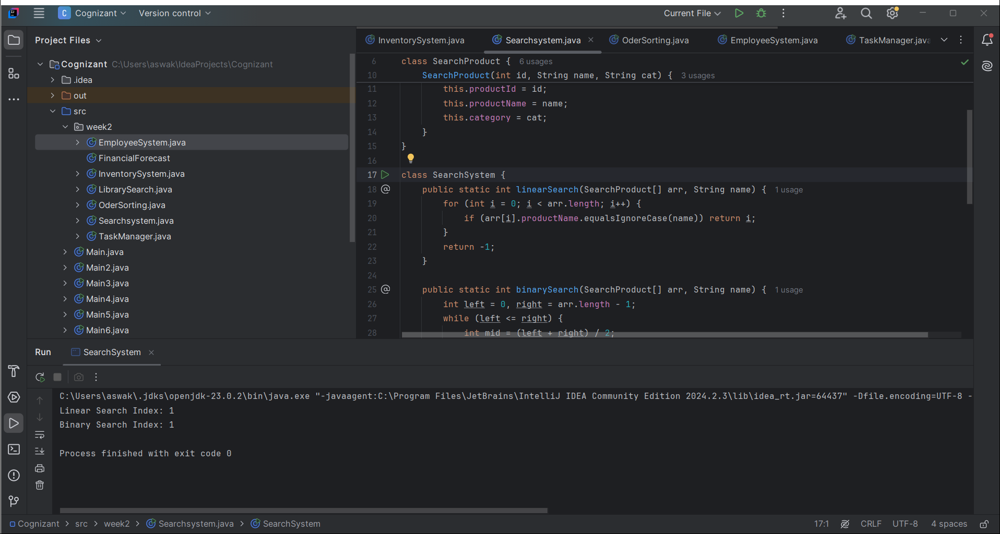 C Cognizant Version control Current File
Project Files
InventorySystem.java Searchsystem.java OderSorting.java EmployeeSystem.java TaskManager.java
Cognizant C:\Users\aswak\IdeaProjects\Cognizant
.idea
out
src
week2
EmployeeSystem.java
FinancialForecast
InventorySystem.java
LibrarySearch.java
OderSorting.java
Searchsystem.java
TaskManager.java
Main.java
Main2.java
Main3.java
Main4.java
Main5.java
Main6.java
6 class SearchProduct { 6 usages
10 SearchProduct(int id, String name, String cat) { 3 usages
11 this.productId = id;
12 this.productName = name;
13 this.category = cat;
14 }
15 }
16
17 class SearchSystem {
18 @ public static int linearSearch(SearchProduct[] arr, String name) { 1 usage
19 for (int i = 0; i < arr.length; i++) {
20 if (arr[i].productName.equalsIgnoreCase(name)) return i;
21 }
22 return -1;
23 }
24
25 @ public static int binarySearch(SearchProduct[] arr, String name) { 1 usage
26 int left = 0, right = arr.length - 1;
27 while (left <= right) {
28 int mid = (left + right) / 2;
Run SearchSystem
C:\Users\aswak\.jdks\openjdk-23.0.2\bin\java.exe "-javaagent:C:\Program Files\JetBrains\IntelliJ IDEA Community Edition 2024.2.3\lib\idea_rt.jar=64437" -Dfile.encoding=UTF-8 -
Linear Search Index: 1
Binary Search Index: 1
Process finished with exit code 0
Cognizant > src > week2 > Searchsystem.java > SearchSystem 17:1 CRLF UTF-8 4 spaces